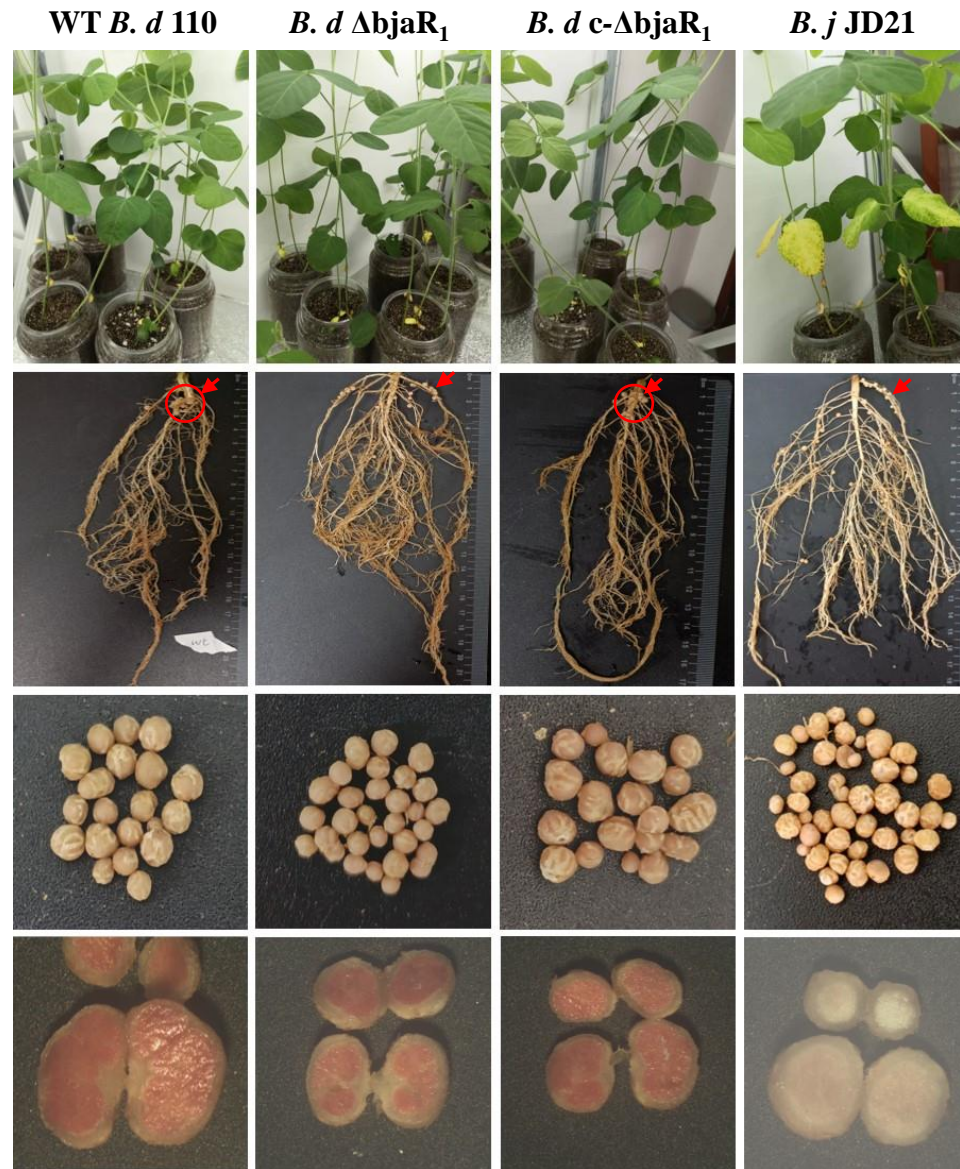 WT B. d 110
B. d ΔbjaR₁
B. d c-ΔbjaR₁
B. j JD21
wt